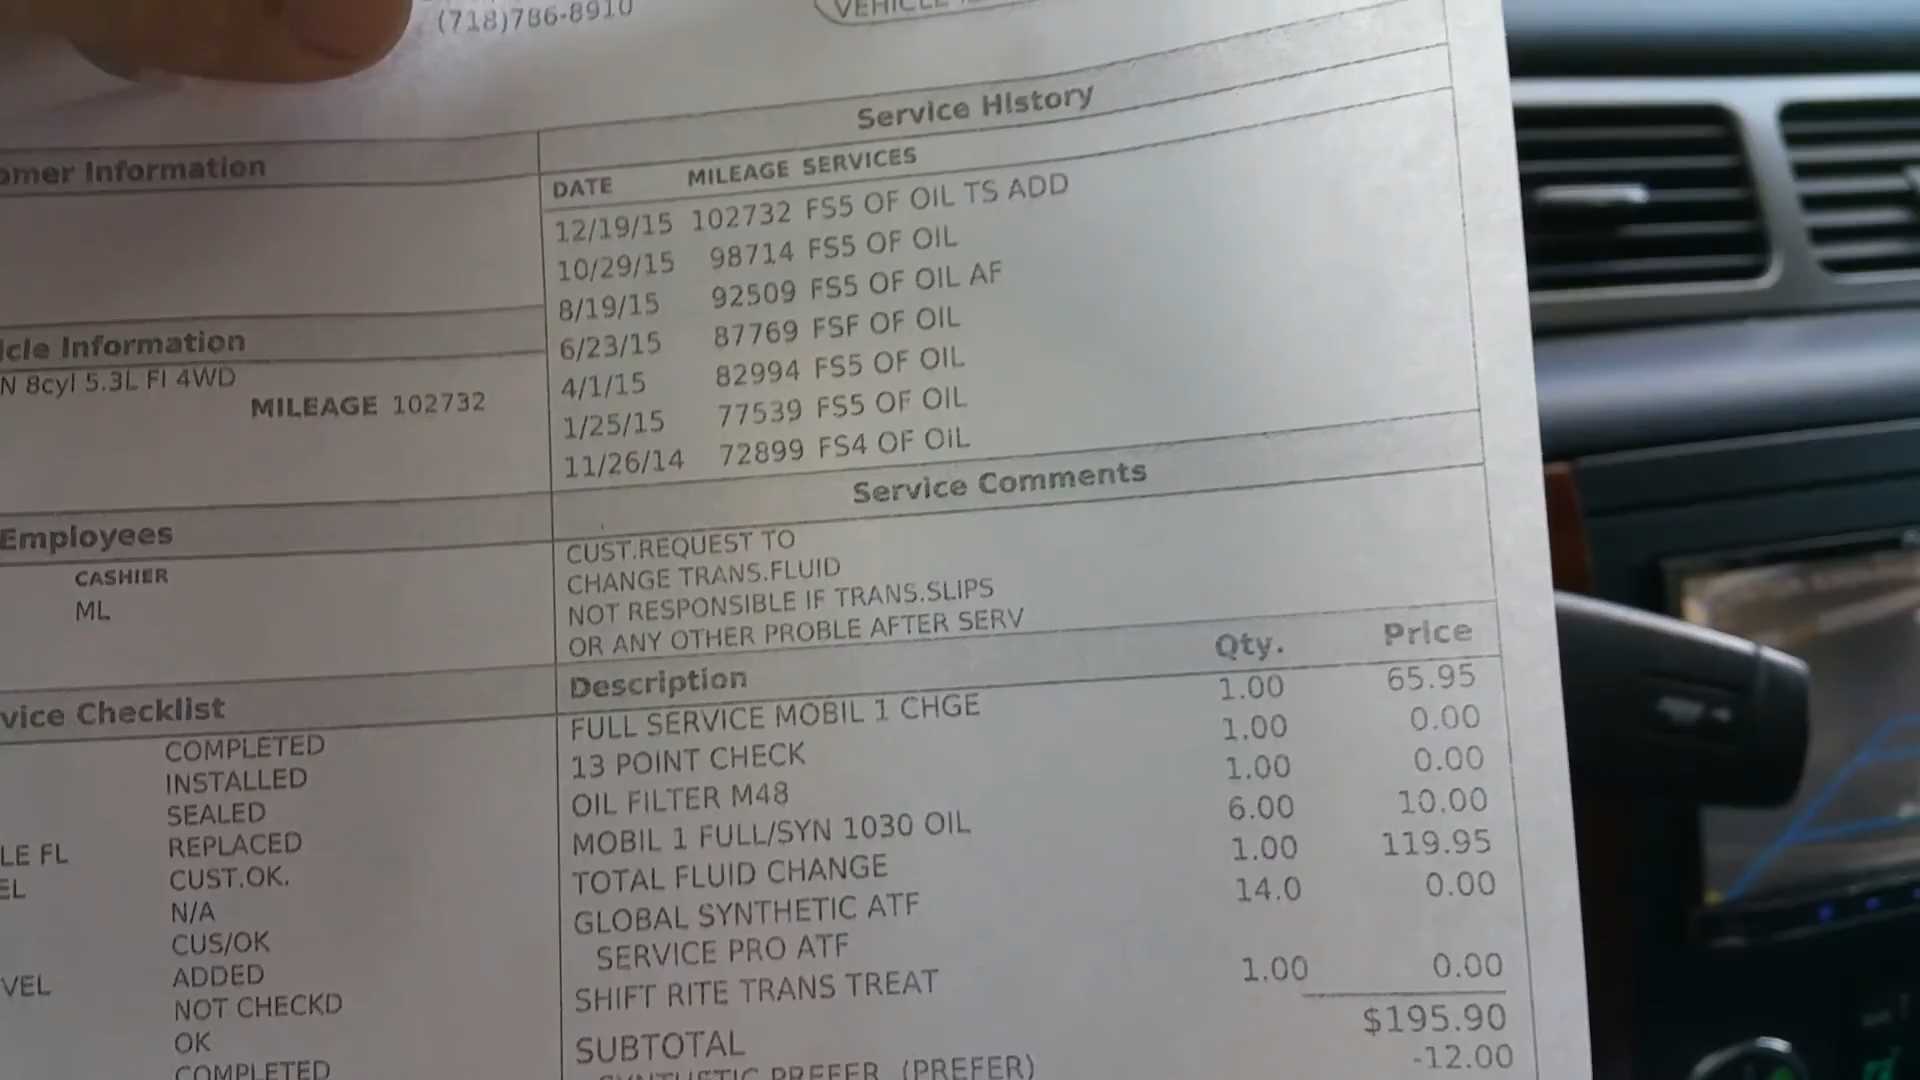 (718)786-8910
Service History
omer Information
DATE MILEAGE SERVICES
12/19/15 102732 FS5 OF OIL TS ADD
10/29/15 98714 FS5 OF OIL
8/19/15 92509 FS5 OF OIL AF
6/23/15 87769 FSF OF OIL
4/1/15 82994 FS5 OF OIL
1/25/15 77539 FS5 OF OIL
11/26/14 72899 FS4 OF OIL
icle Information
N 8cyl 5.3L FI 4WD
MILEAGE 102732
Service Comments
CUST.REQUEST TO
CHANGE TRANS.FLUID
NOT RESPONSIBLE IF TRANS.SLIPS
OR ANY OTHER PROBLE AFTER SERV
Employees
CASHIER
ML
Description Qty. Price
FULL SERVICE MOBIL 1 CHGE 1.00 65.95
13 POINT CHECK 1.00 0.00
OIL FILTER M48 1.00 0.00
MOBIL 1 FULL/SYN 1030 OIL 6.00 10.00
TOTAL FLUID CHANGE 1.00 119.95
GLOBAL SYNTHETIC ATF 14.0 0.00
SERVICE PRO ATF
SHIFT RITE TRANS TREAT 1.00 0.00
SUBTOTAL $195.90
SYNTHETIC PREFER (PREFER) -12.00
vice Checklist
COMPLETED
INSTALLED
SEALED
LE FL REPLACED
EL CUST.OK.
N/A
CUS/OK
VEL ADDED
NOT CHECKD
OK
COMPLETED